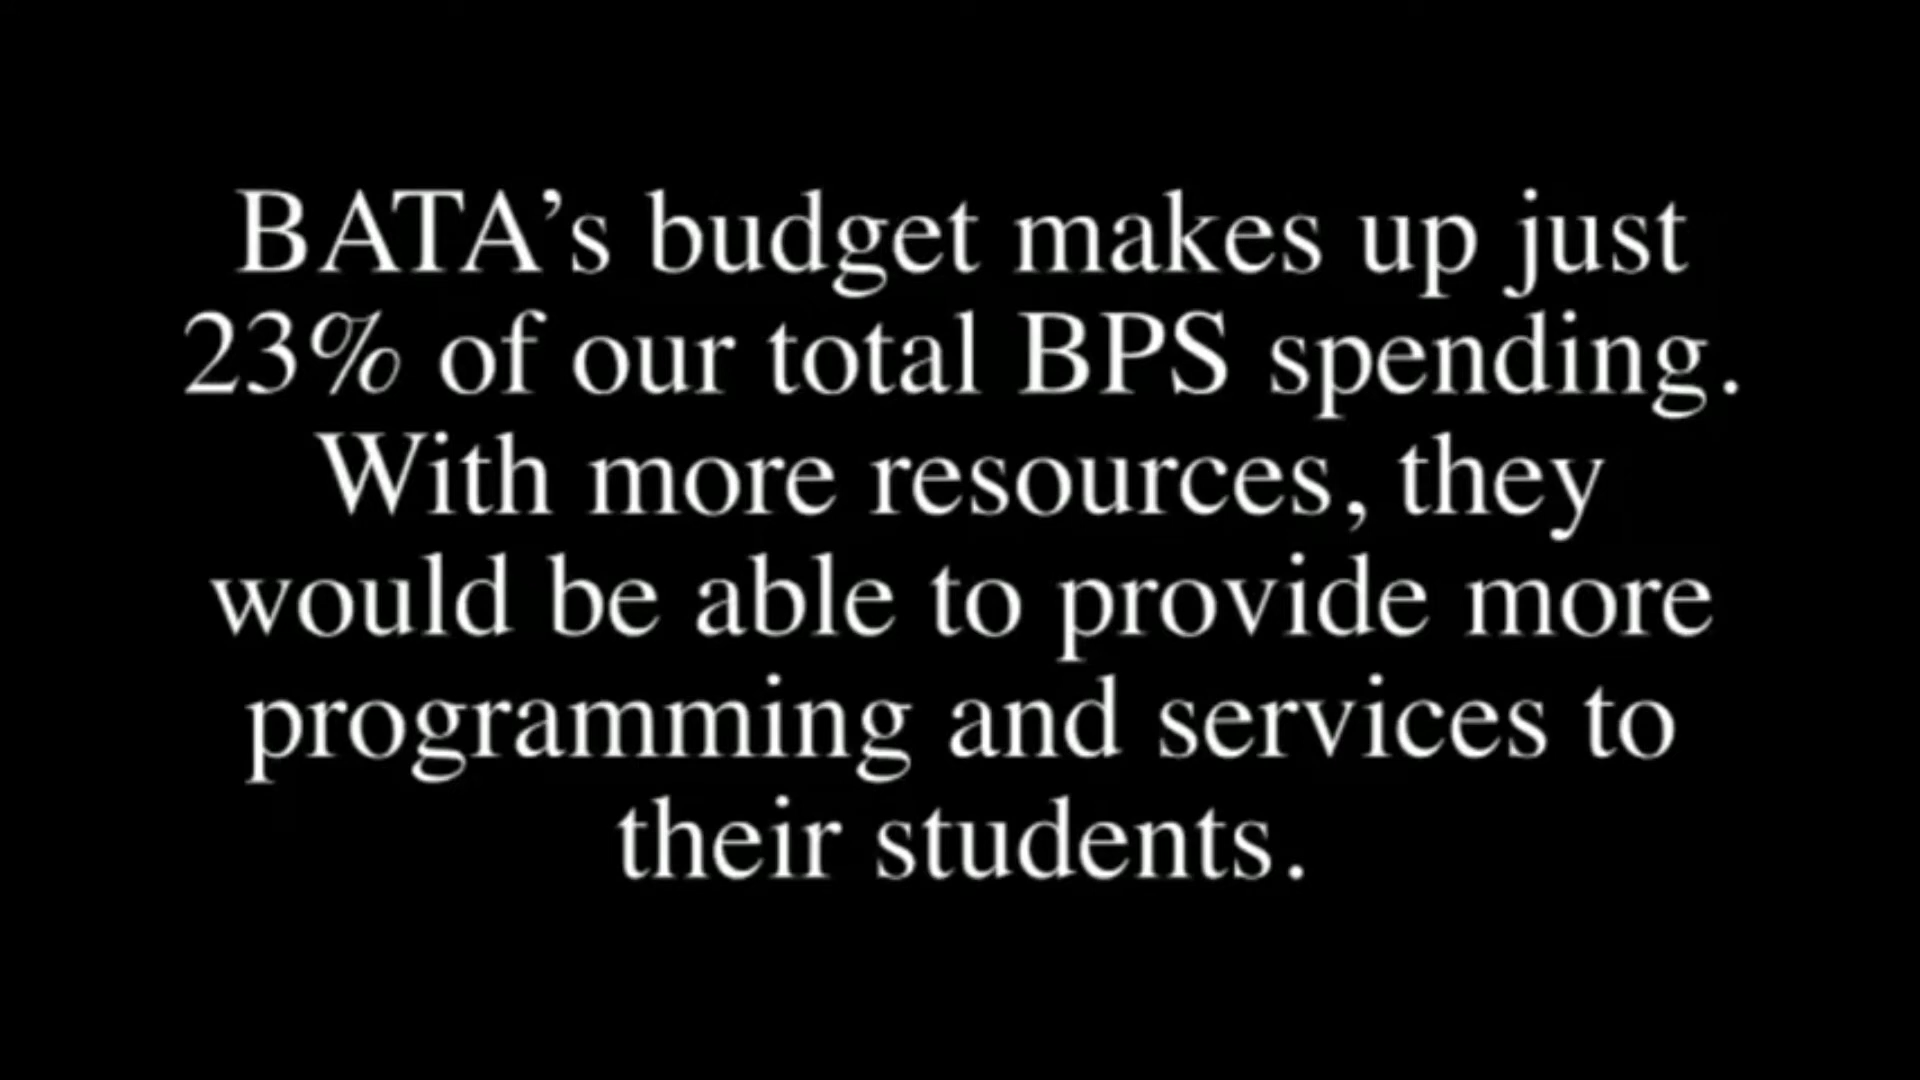 BATA’s budget makes up just
23% of our total BPS spending.
With more resources, they
would be able to provide more
programming and services to
their students.